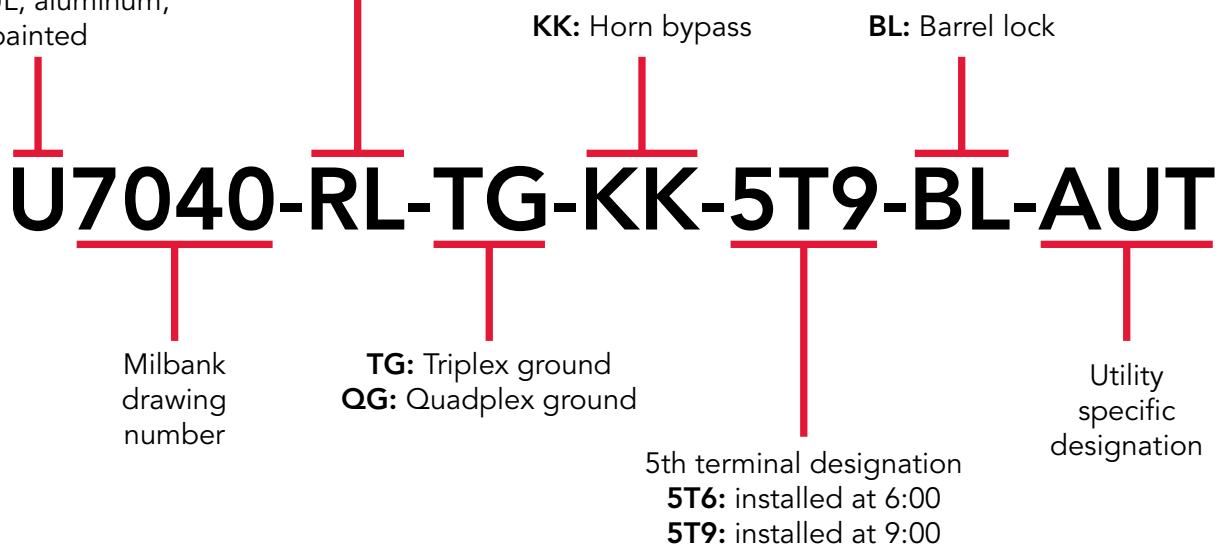 aluminum,
painted
KK: Horn bypass
BL: Barrel lock
U7040-RL-TG-KK-5T9-BL-AUT
Milbank
drawing
number
TG: Triplex ground
QG: Quadplex ground
5th terminal designation
5T6: installed at 6:00
5T9: installed at 9:00
Utility
specific
designation